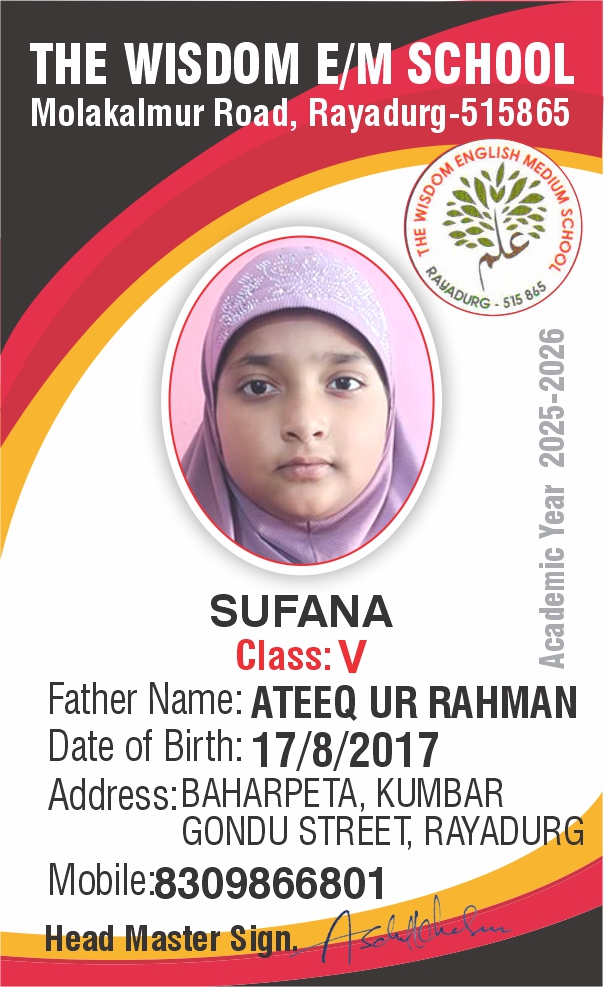 THE WISDOM E/M SCHOOL
Molakalmur Road, Rayadurg-515865
THE WISDOM ENGLISH MEDIUM SCHOOL
علم
RAYADURG - 515 865
Academic Year 2025-2026
SUFANA
Class: V
Father Name: ATEEQ UR RAHMAN
Date of Birth: 17/8/2017
Address: BAHARPETA, KUMBAR
GONDU STREET, RAYADURG
Mobile: 8309866801
Head Master Sign.